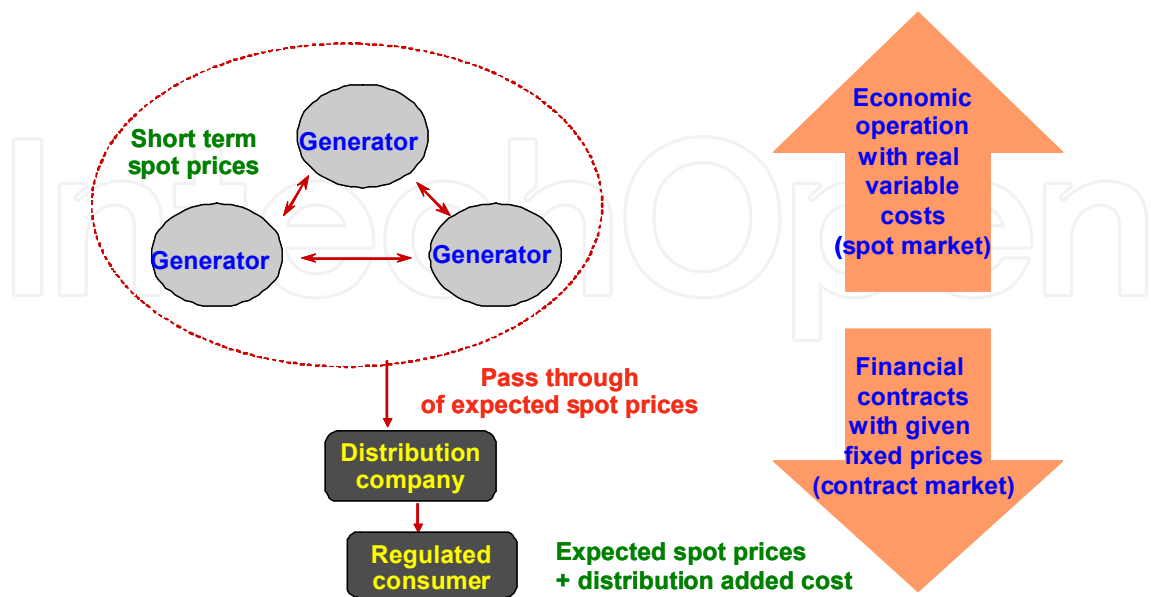 Short term
spot prices
Generator
Generator
Generator
Pass through
of expected spot prices
Distribution
company
Regulated
consumer
Expected spot prices
+ distribution added cost
Economic
operation
with real
variable
costs
(spot market)
Financial
contracts
with given
fixed prices
(contract market)
IntechOpen